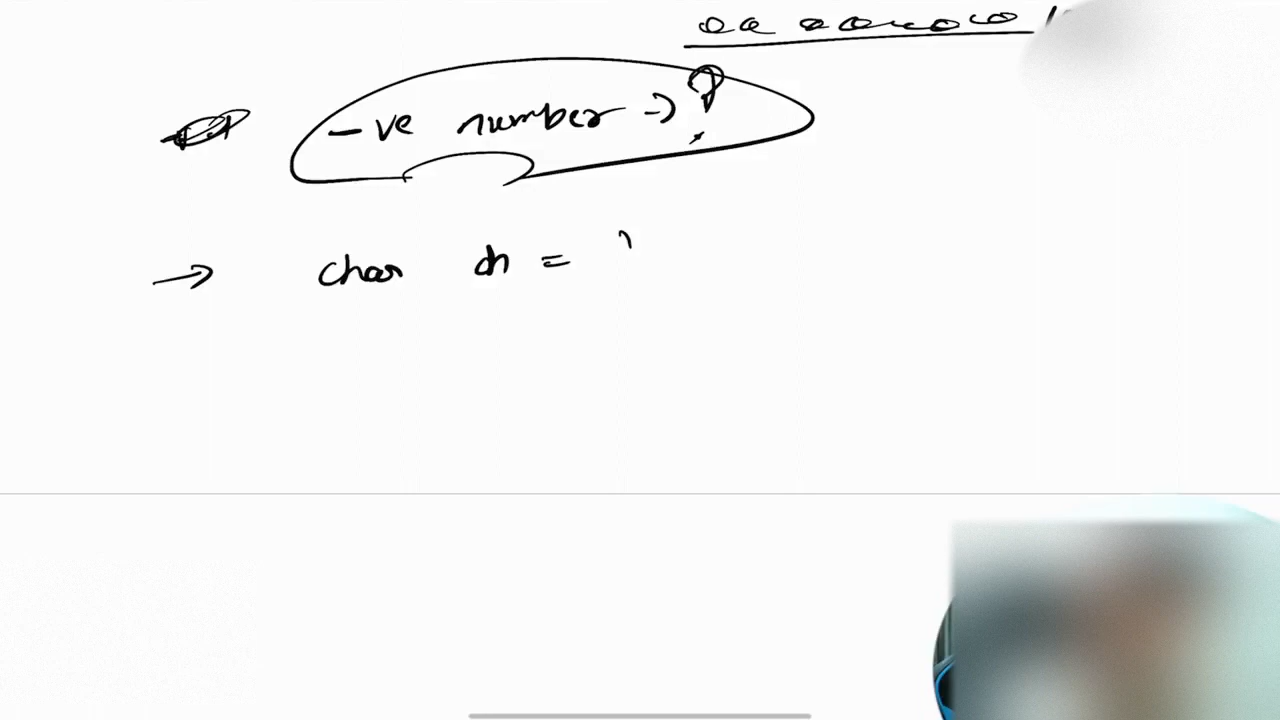 -ve number → ?
→ char ch = '